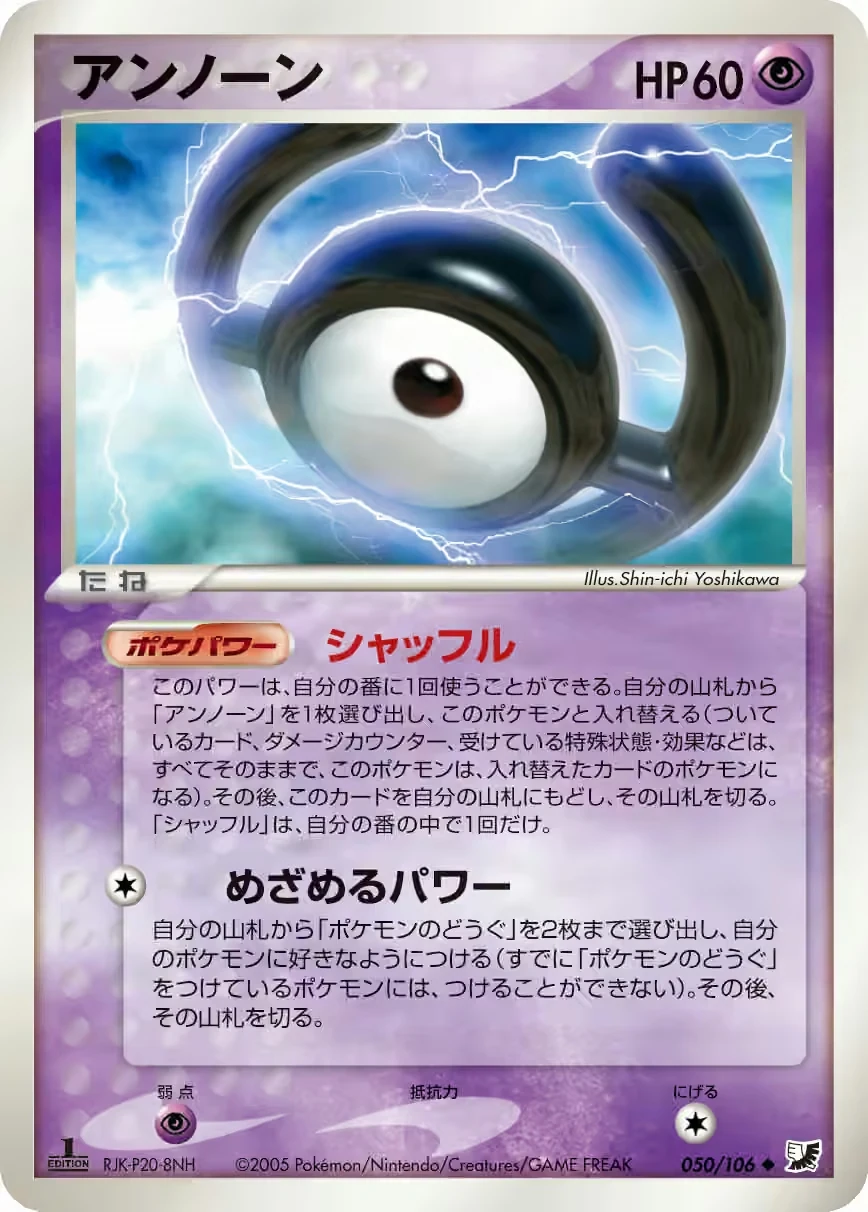 アンノーン
HP60
たね
Illus.Shin-ichi Yoshikawa
ポケパワー シャッフル
このパワーは、自分の番に1回使うことができる。自分の山札から
「アンノーン」を1枚選び出し、このポケモンと入れ替える（ついて
いるカード、ダメージカウンター、受けている特殊状態・効果などは、
すべてそのままで、このポケモンは、入れ替えたカードのポケモンに
なる）。その後、このカードを自分の山札にもどし、その山札を切る。
「シャッフル」は、自分の番の中で1回だけ。
めざめるパワー
自分の山札から「ポケモンのどうぐ」を2枚まで選び出し、自分
のポケモンに好きなようにつける（すでに「ポケモンのどうぐ」
をつけているポケモンには、つけることができない）。その後、
その山札を切る。
弱点 抵抗力 にげる
1 EDITION RJK-P20-8NH ©2005 Pokémon/Nintendo/Creatures/GAME FREAK 050/106 ◆